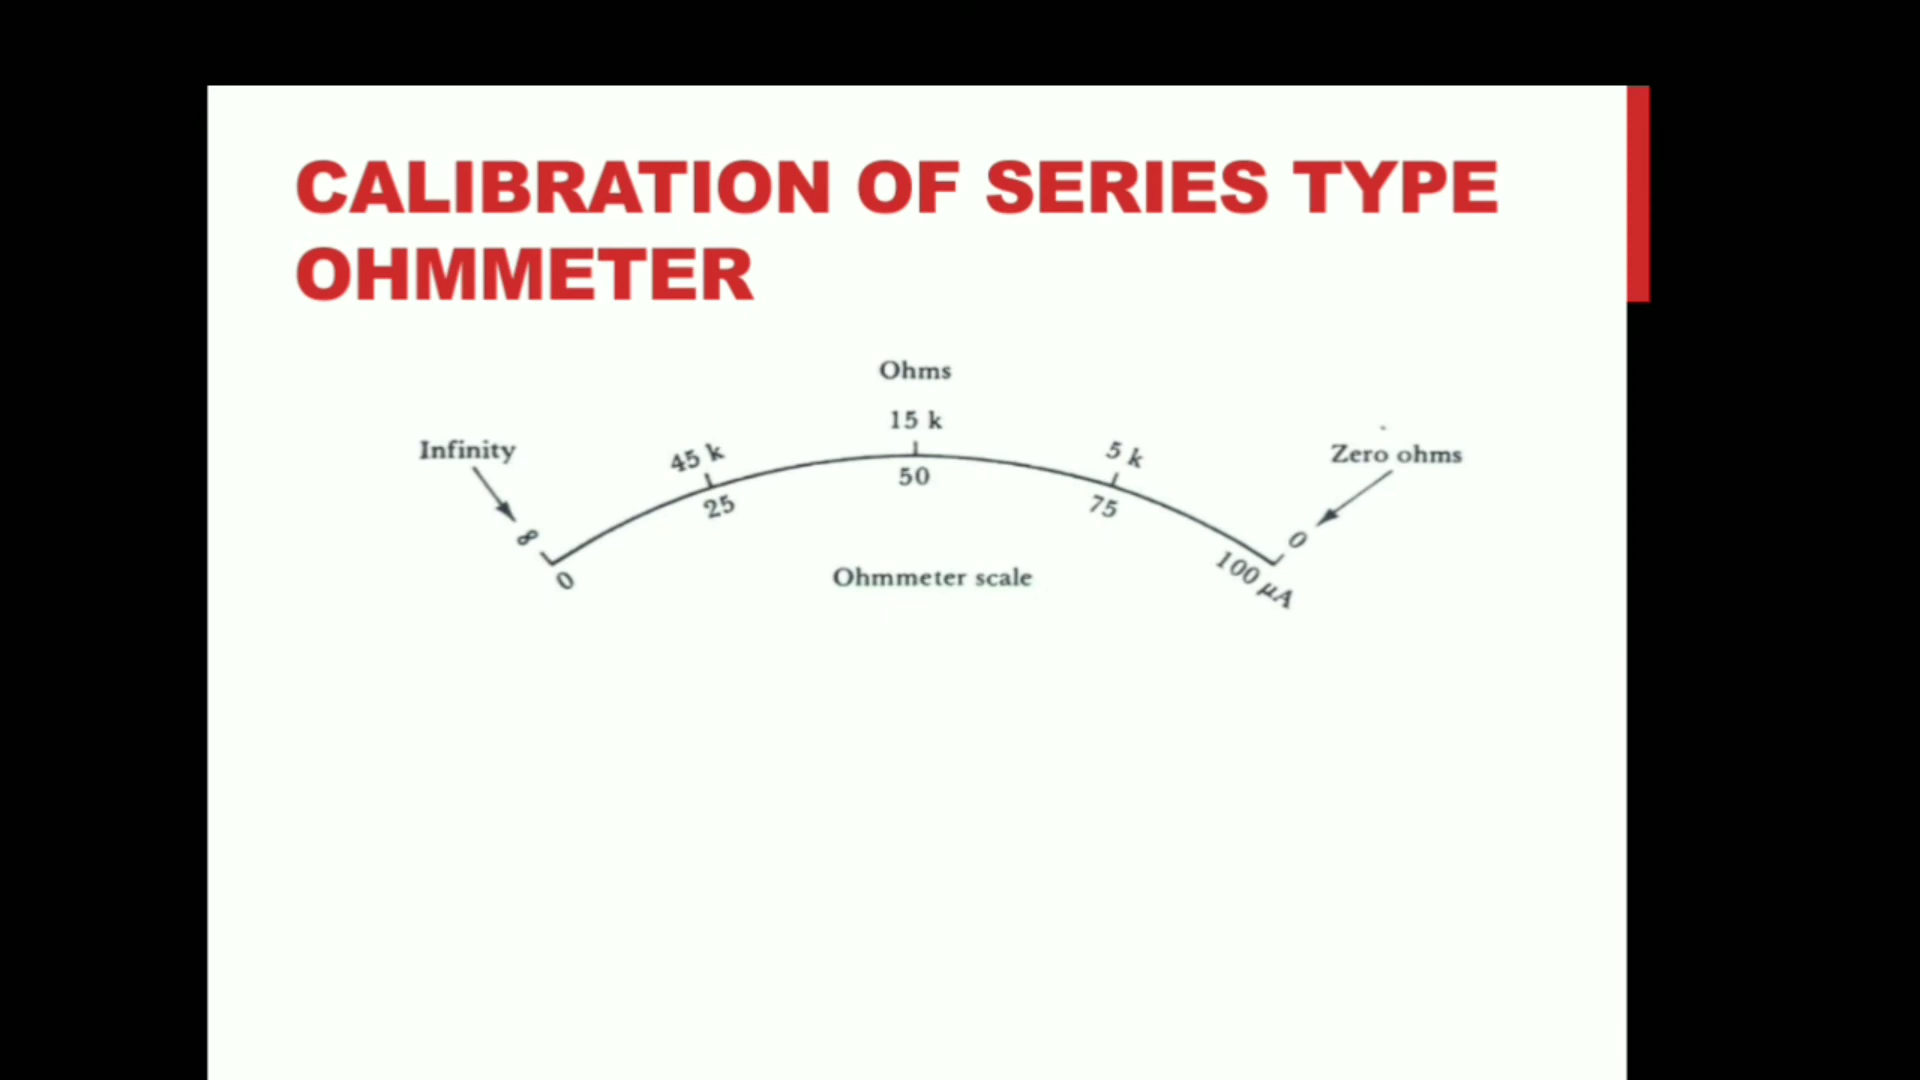 CALIBRATION OF SERIES TYPE
OHMMETER
Ohms
15 k
Infinity
45 k
5 k
Zero ohms
50
25
75
∞
0
0
100 μA
Ohmmeter scale